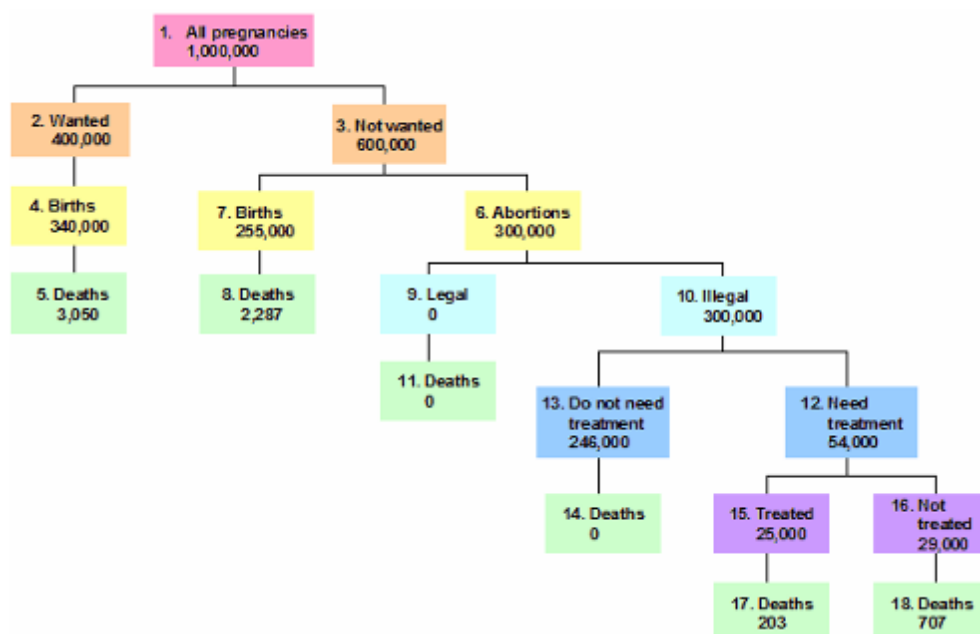 1. All pregnancies
1,000,000
2. Wanted
400,000
3. Not wanted
600,000
4. Births
340,000
7. Births
255,000
6. Abortions
300,000
5. Deaths
3,050
8. Deaths
2,287
9. Legal
0
10. Illegal
300,000
11. Deaths
0
13. Do not need
treatment
246,000
12. Need
treatment
54,000
14. Deaths
0
15. Treated
25,000
16. Not
treated
29,000
17. Deaths
203
18. Deaths
707